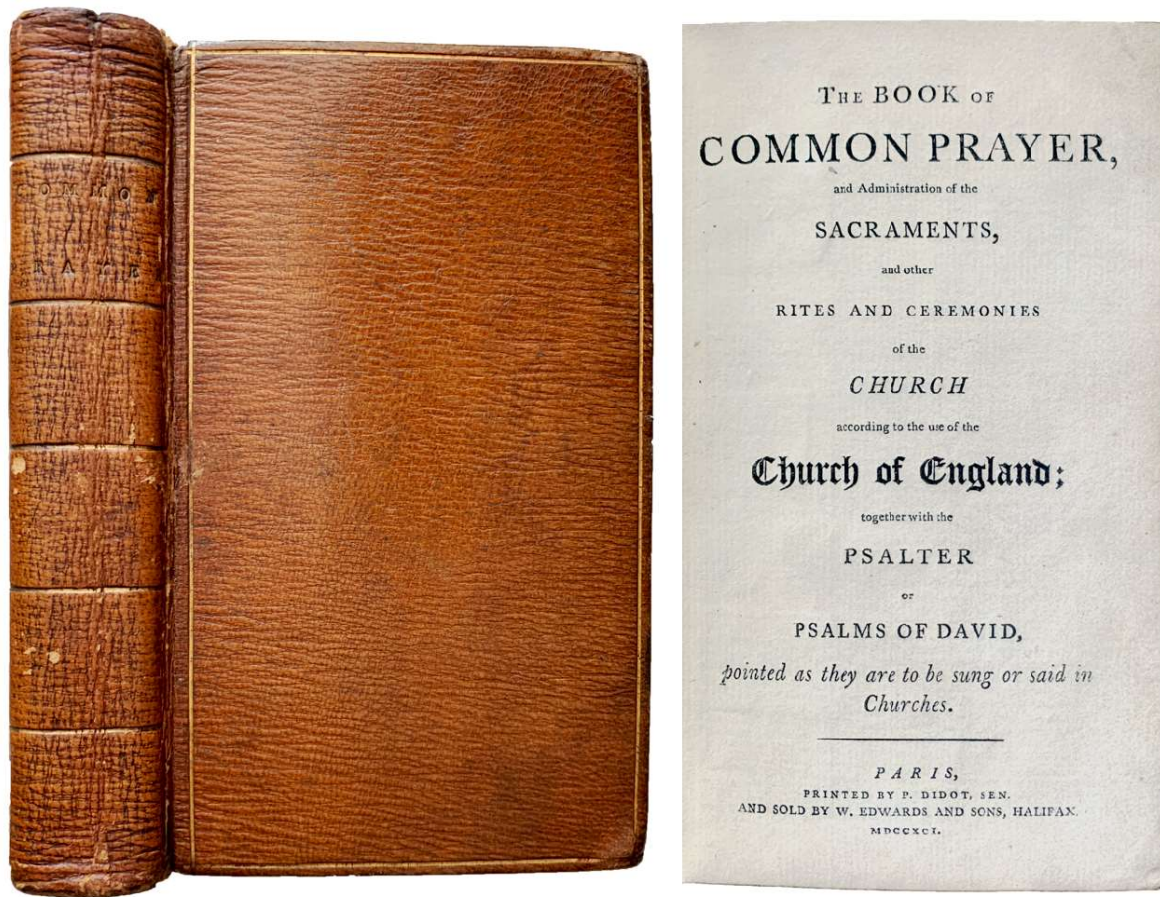 COMMON
RAYE
THE BOOK OF
COMMON PRAYER,
and Administration of the
SACRAMENTS,
and other
RITES AND CEREMONIES
of the
CHURCH
according to the use of the
Church of England;
together with the
PSALTER
or
PSALMS OF DAVID,
pointed as they are to be sung or said in
Churches.
PARIS,
PRINTED BY P. DIDOT, SEN.
AND SOLD BY W. EDWARDS AND SONS, HALIFAX.
MDCCXCI.